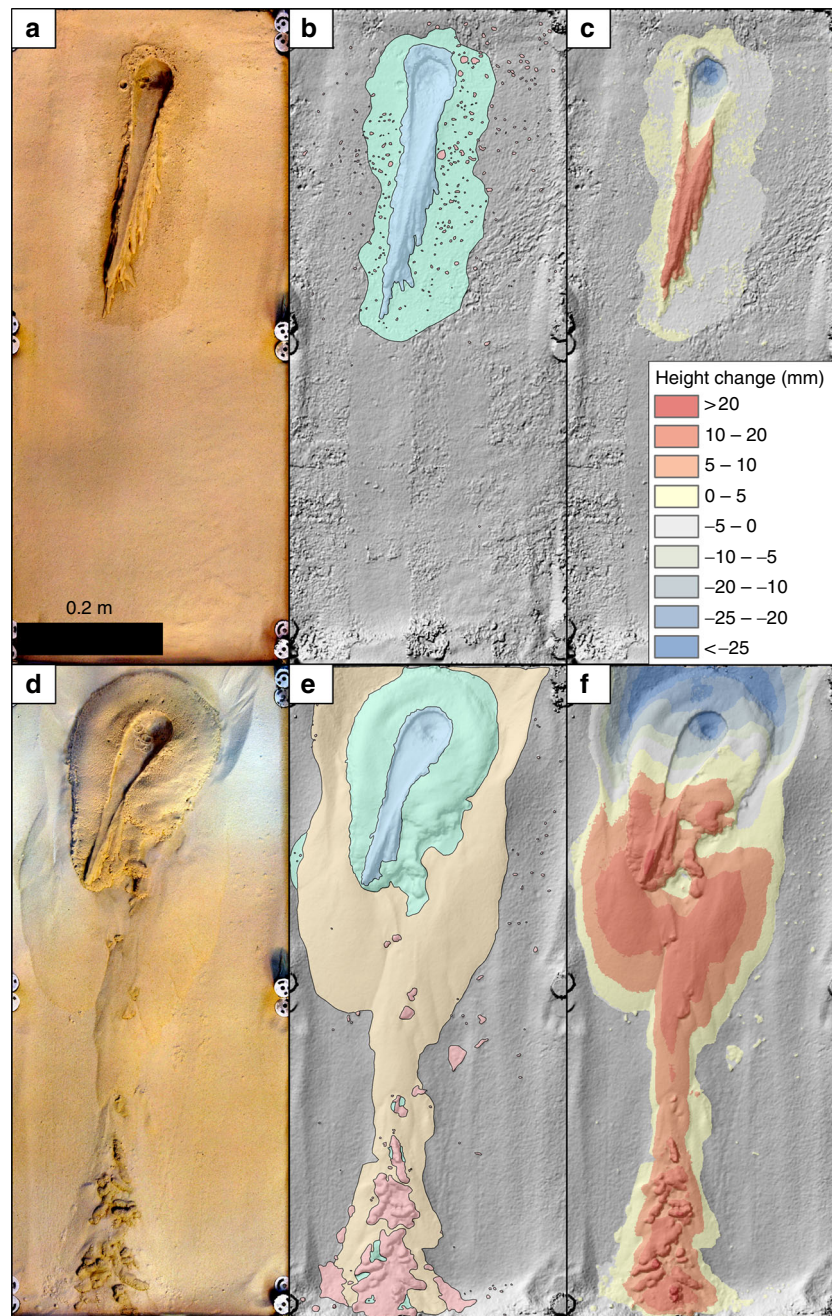 a
b
c
Height change (mm)
>20
10 – 20
5 – 10
0 – 5
−5 – 0
−10 – −5
−20 – −10
−25 – −20
<−25
0.2 m
d
e
f